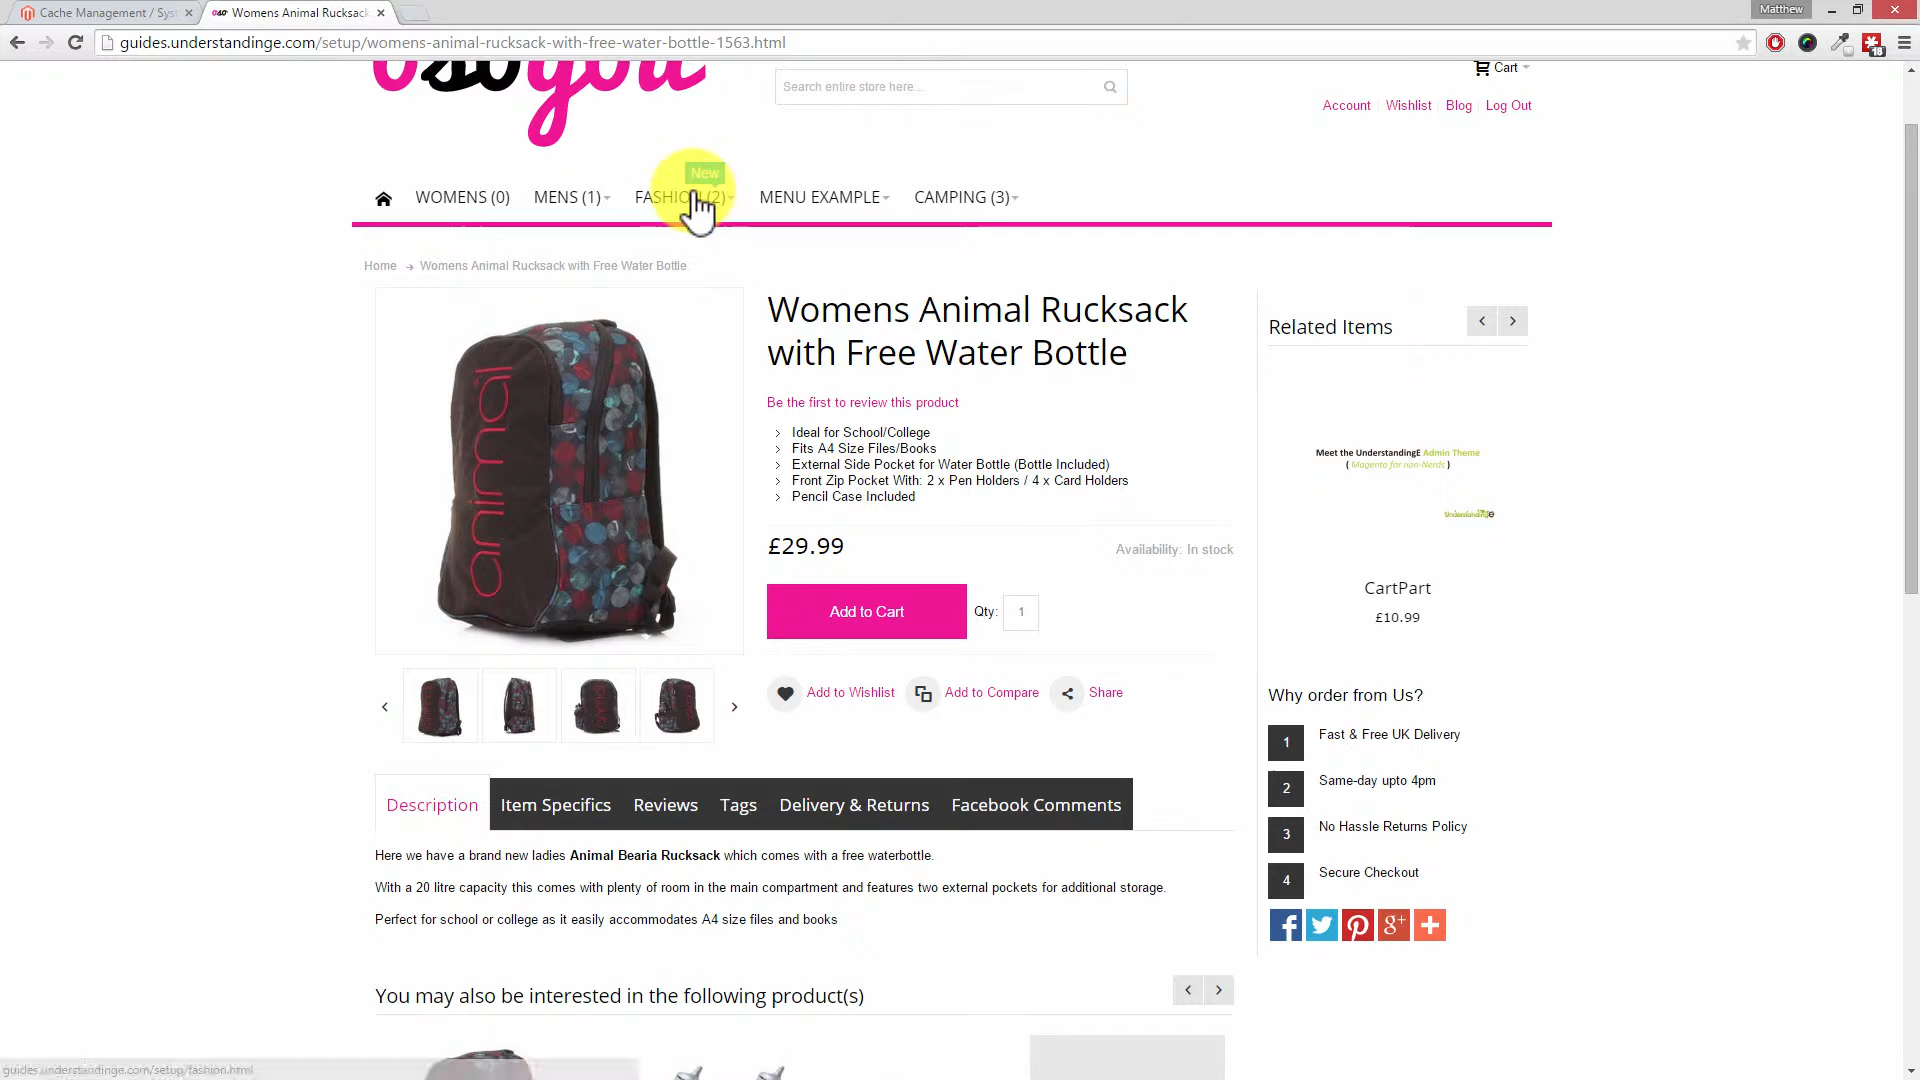 Cache Management / Sys
Womens Animal Rucksack
Matthew
guides.understandinge.com/setup/womens-animal-rucksack-with-free-water-bottle-1563.html
18
osoyou
Search entire store here...
Cart
Account
Wishlist
Blog
Log Out
New
WOMENS (0)
MENS (1)
FASHION (2)
MENU EXAMPLE
CAMPING (3)
Home
Womens Animal Rucksack with Free Water Bottle
animal
Womens Animal Rucksack
with Free Water Bottle
Be the first to review this product
Ideal for School/College
Fits A4 Size Files/Books
External Side Pocket for Water Bottle (Bottle Included)
Front Zip Pocket With: 2 x Pen Holders / 4 x Card Holders
Pencil Case Included
£29.99
Availability: In stock
Add to Cart
Qty:
1
Add to Wishlist
Add to Compare
Share
Related Items
Meet the UnderstandingE Admin Theme
( Magento for non-Nerds )
Understandinge
CartPart
£10.99
Why order from Us?
1
Fast & Free UK Delivery
2
Same-day upto 4pm
3
No Hassle Returns Policy
4
Secure Checkout
Description
Item Specifics
Reviews
Tags
Delivery & Returns
Facebook Comments
Here we have a brand new ladies Animal Bearia Rucksack which comes with a free waterbottle.
With a 20 litre capacity this comes with plenty of room in the main compartment and features two external pockets for additional storage.
Perfect for school or college as it easily accommodates A4 size files and books
You may also be interested in the following product(s)
guides.understandinge.com/setup/fashion.html